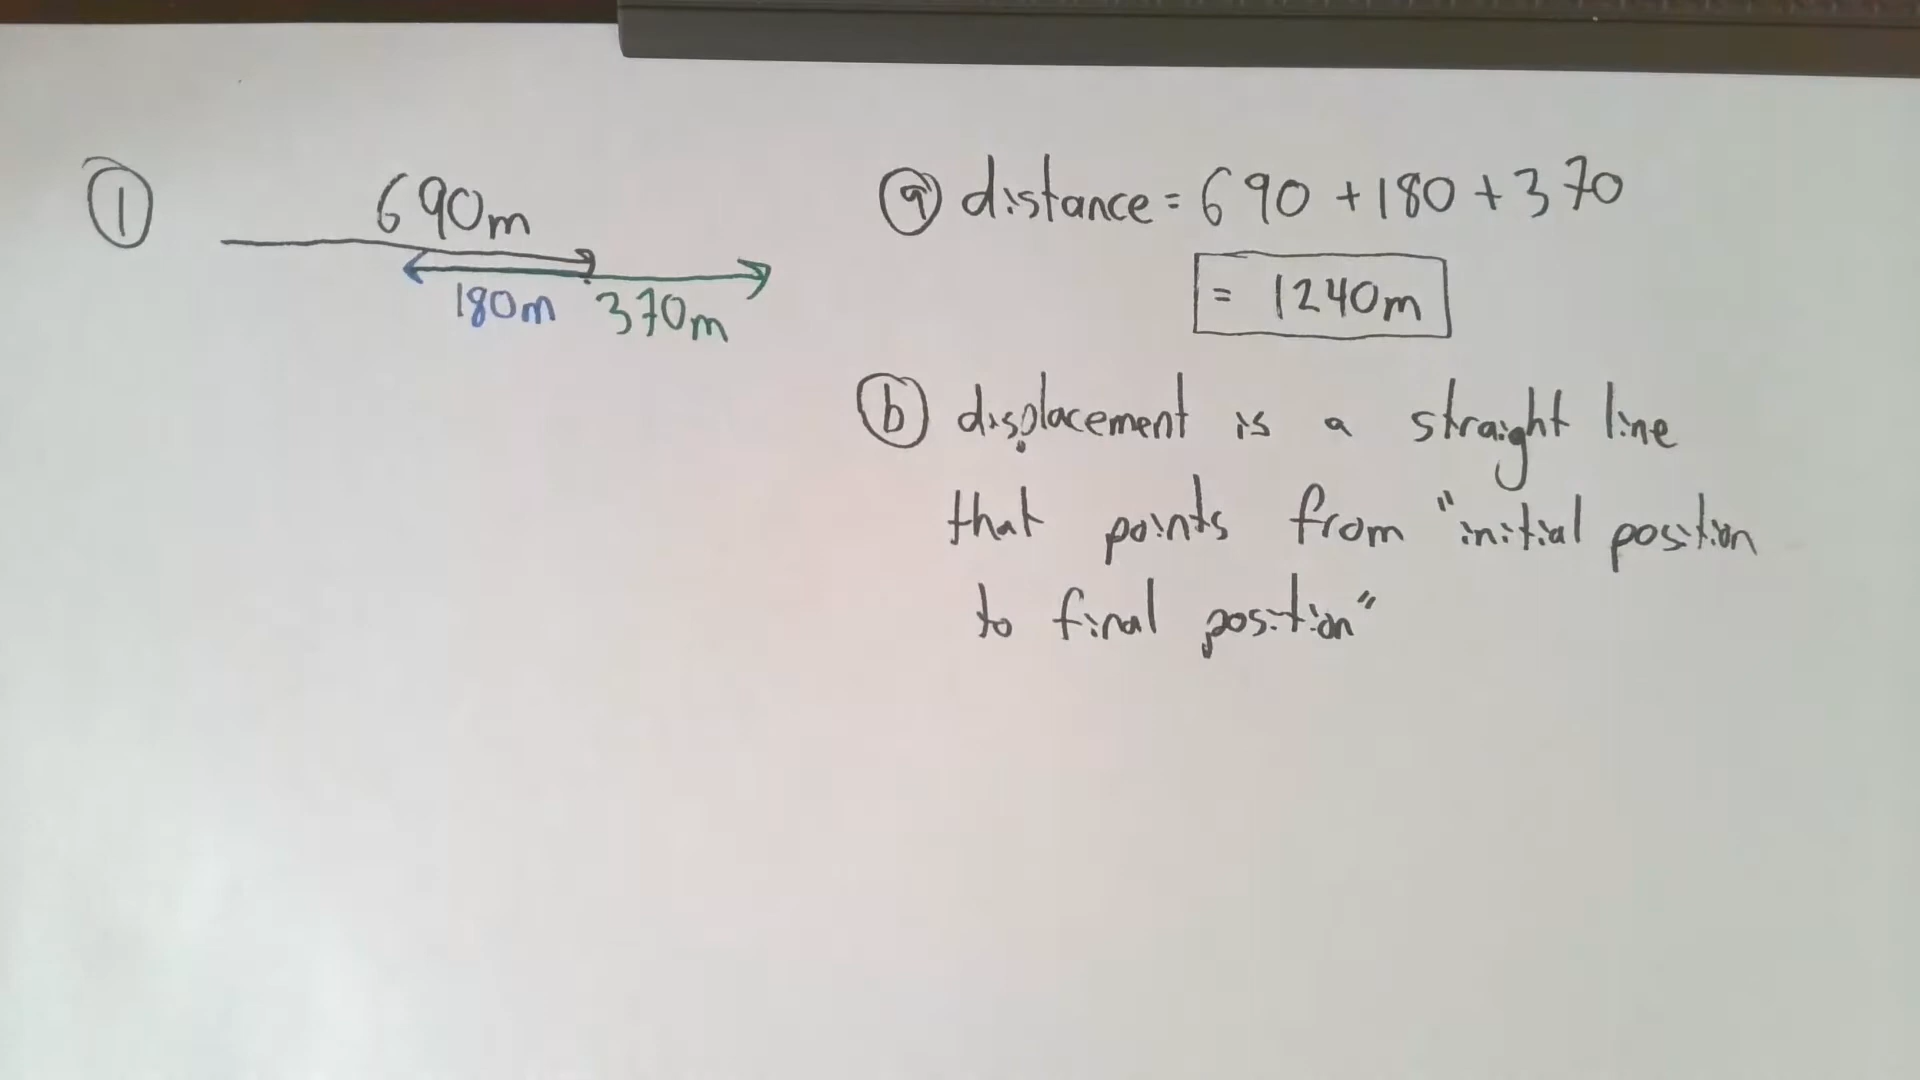 ① 690m
180m 370m
ⓐ distance = 690 + 180 + 370
= 1240m
ⓑ displacement is a straight line
that points from "initial position
to final position"